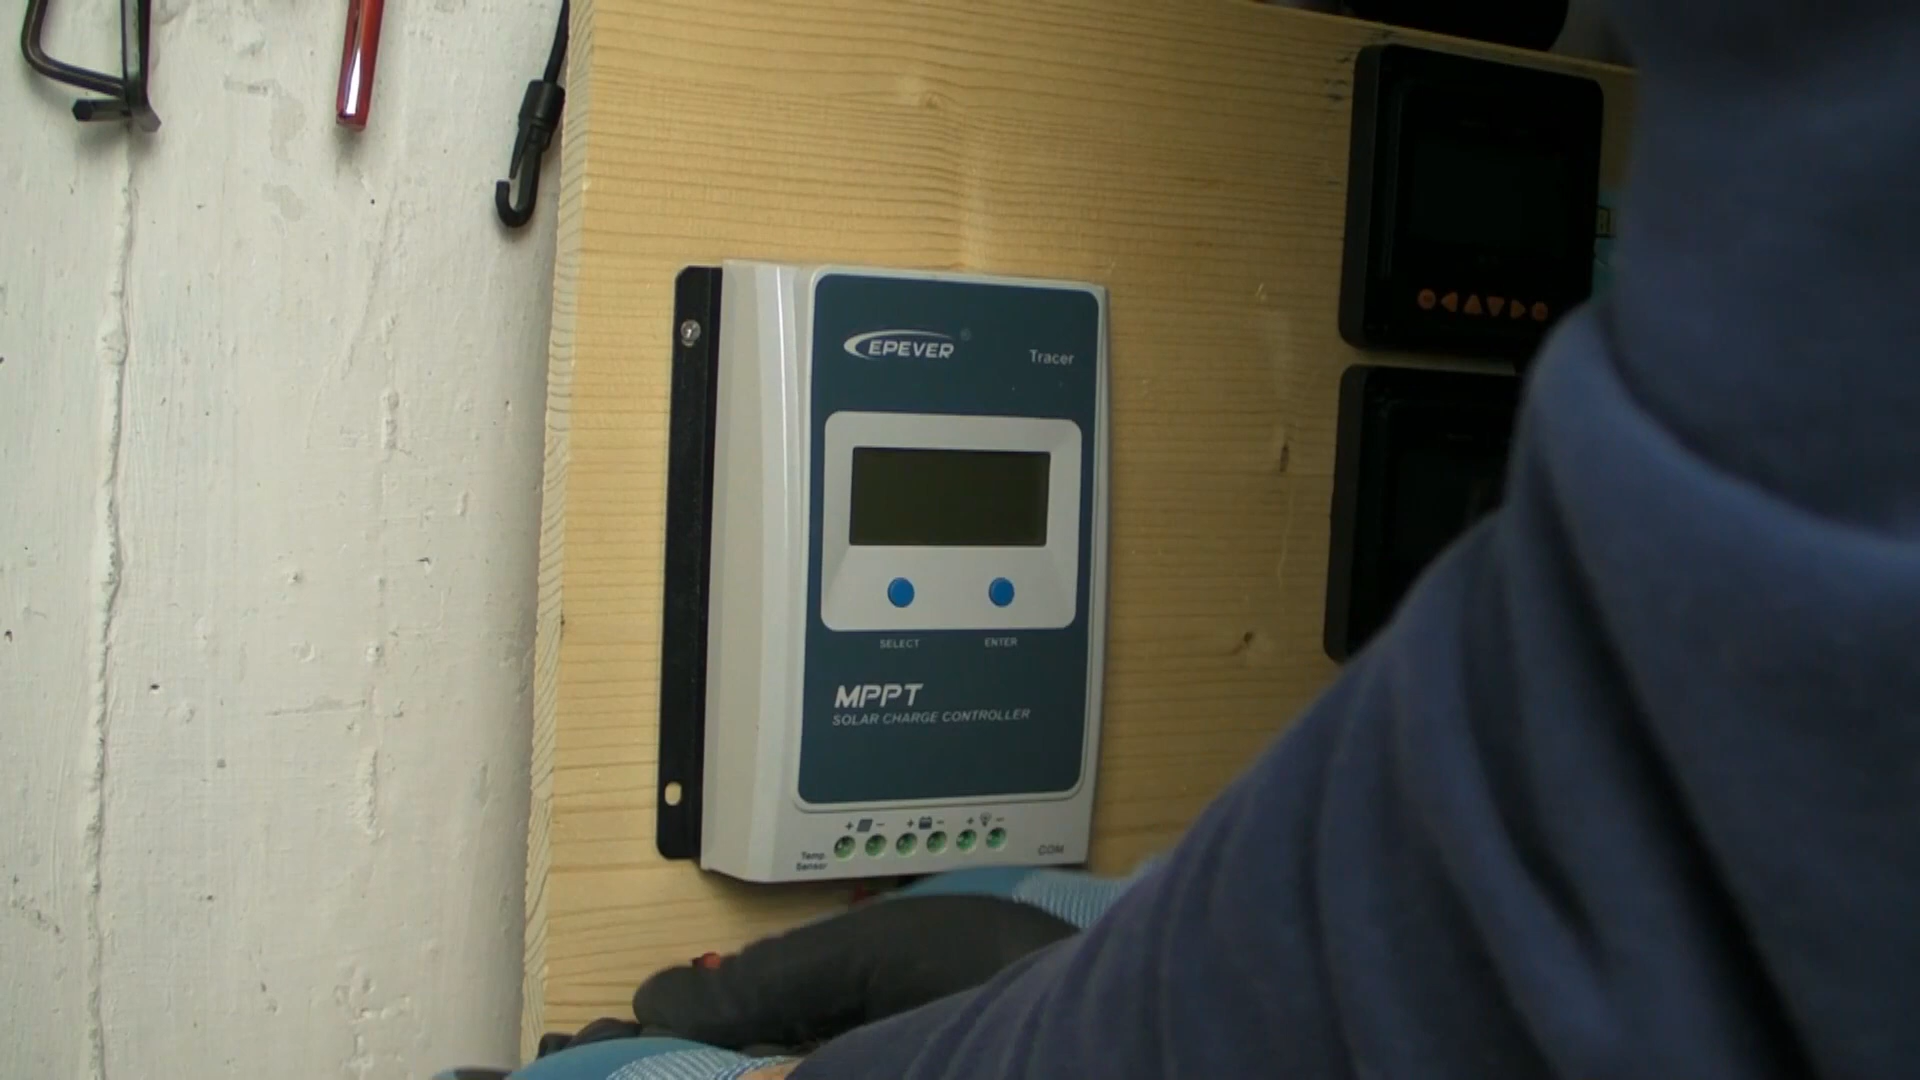 EPEVER®
Tracer
SELECT
ENTER
MPPT
SOLAR CHARGE CONTROLLER
+ − + − + −
Temp.
Sensor
COM